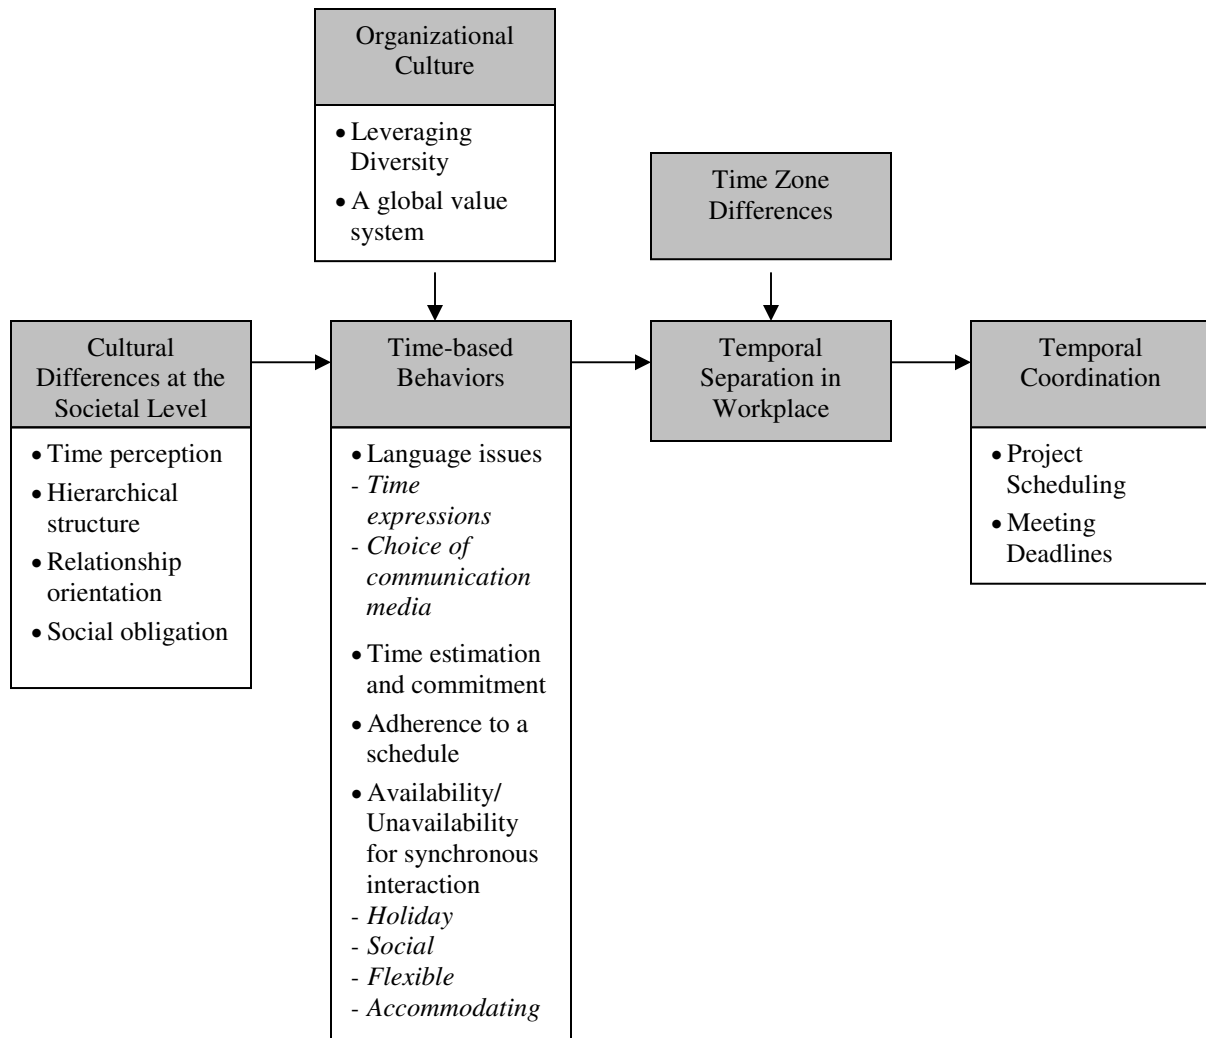 Organizational
Culture
• Leveraging
Diversity
• A global value
system
Time Zone
Differences
Cultural
Differences at the
Societal Level
• Time perception
• Hierarchical
structure
• Relationship
orientation
• Social obligation
Time-based
Behaviors
• Language issues
- Time
expressions
- Choice of
communication
media
• Time estimation
and commitment
• Adherence to a
schedule
• Availability/
Unavailability
for synchronous
interaction
- Holiday
- Social
- Flexible
- Accommodating
Temporal
Separation in
Workplace
Temporal
Coordination
• Project
Scheduling
• Meeting
Deadlines